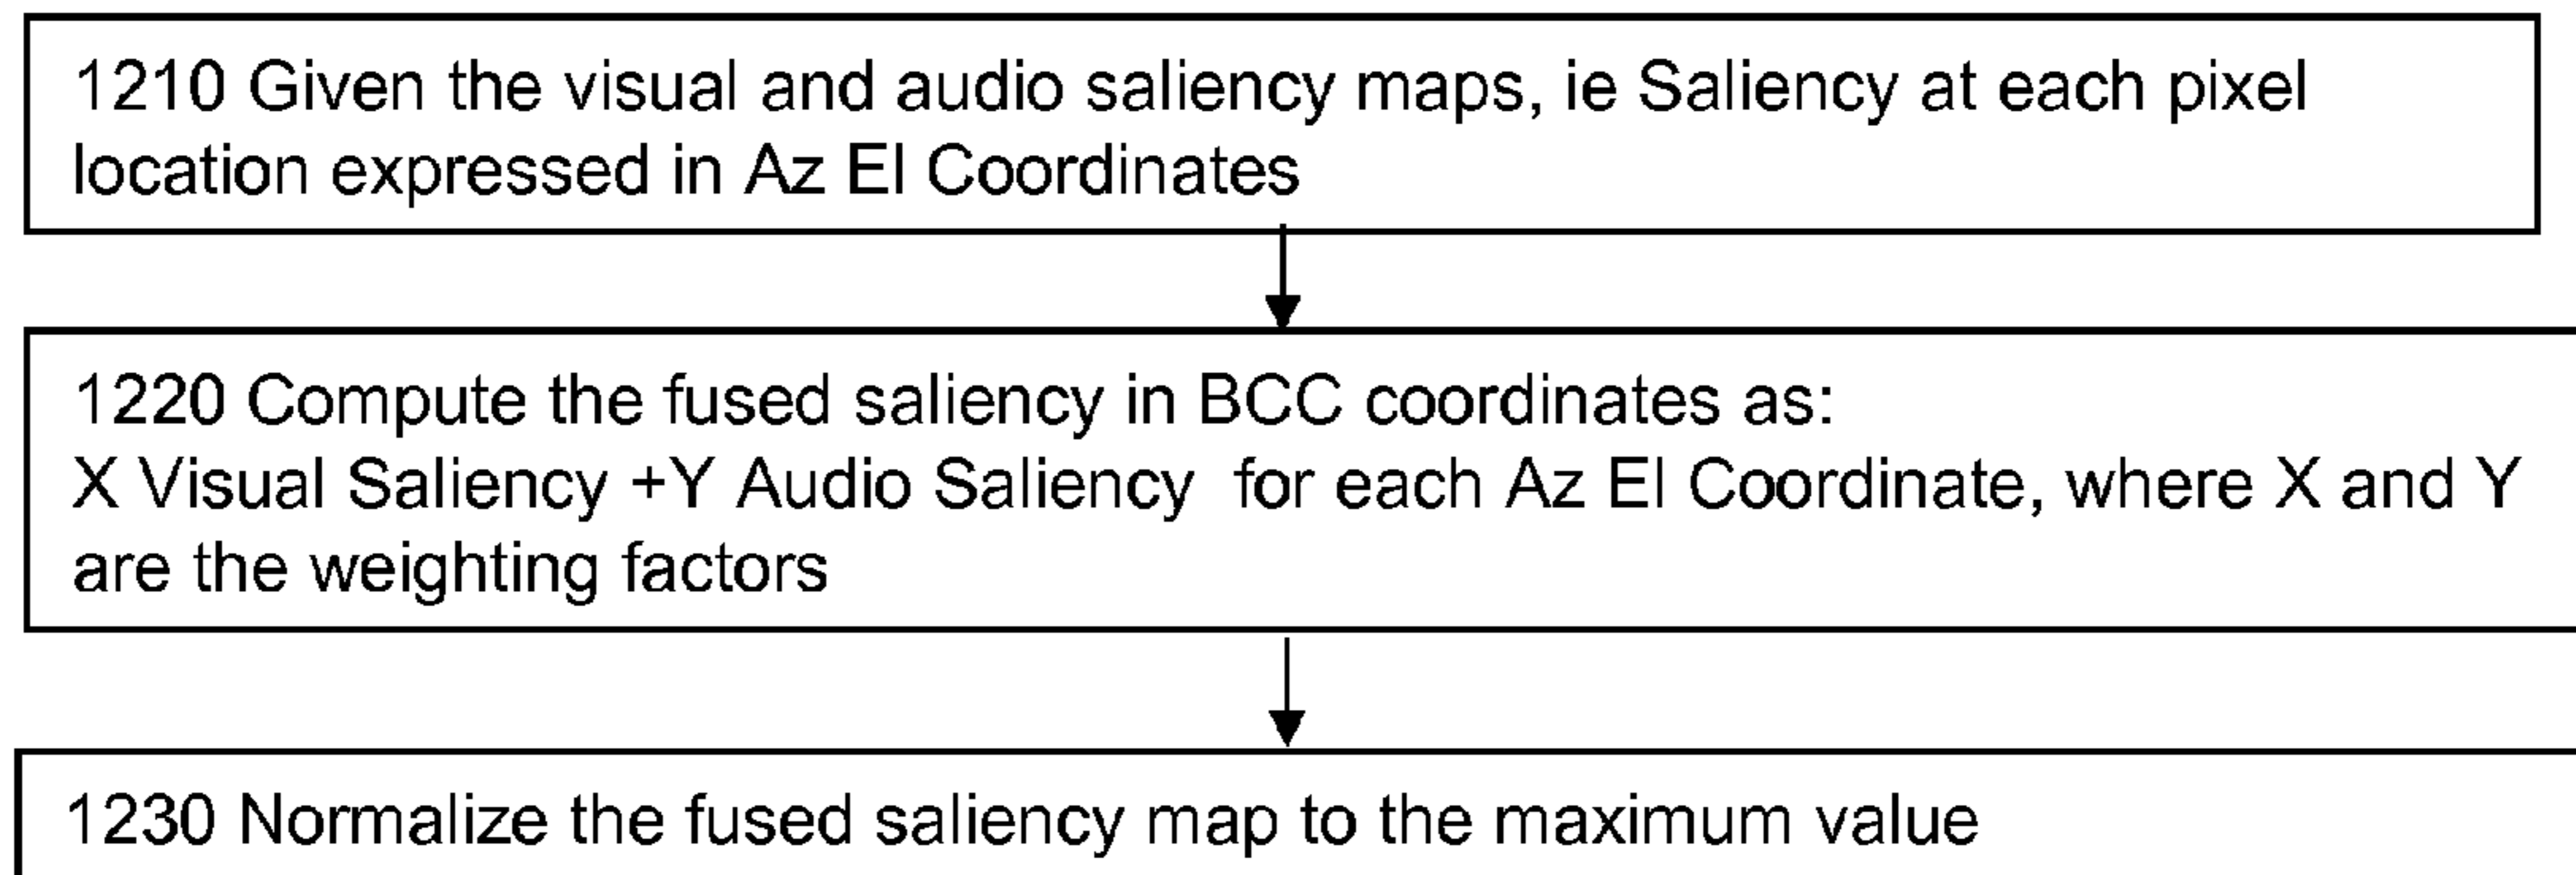 1210 Given the visual and audio saliency maps, ie Saliency at each pixel
location expressed in Az El Coordinates
1220 Compute the fused saliency in BCC coordinates as:
X Visual Saliency +Y Audio Saliency for each Az El Coordinate, where X and Y
are the weighting factors
1230 Normalize the fused saliency map to the maximum value